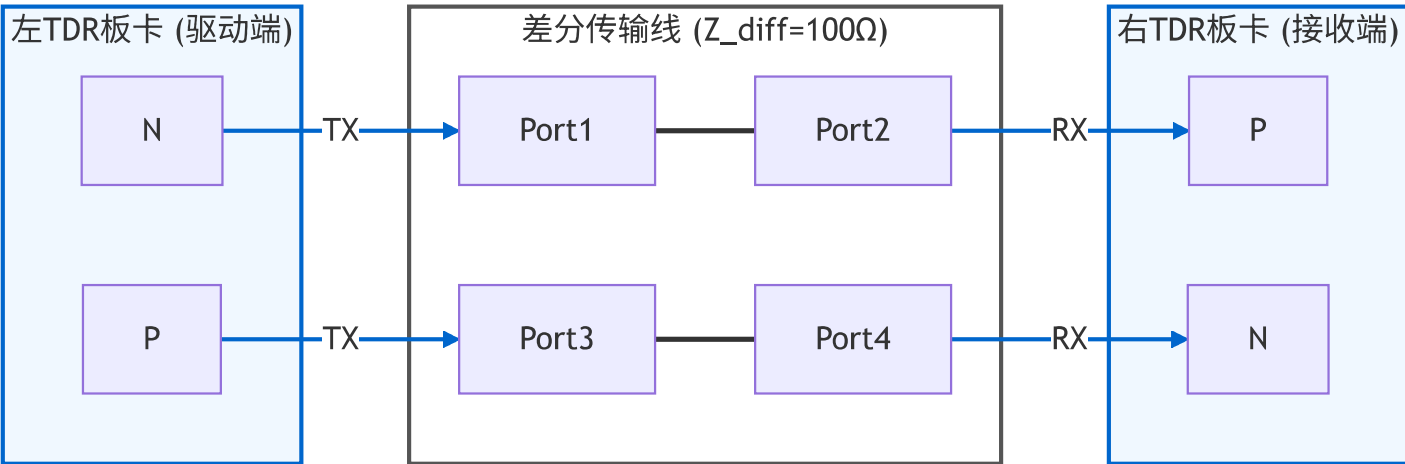 左TDR板卡 (驱动端)
差分传输线 (Z_diff=100Ω)
右TDR板卡 (接收端)
N
TX
Port1
Port2
RX
P
P
TX
Port3
Port4
RX
N